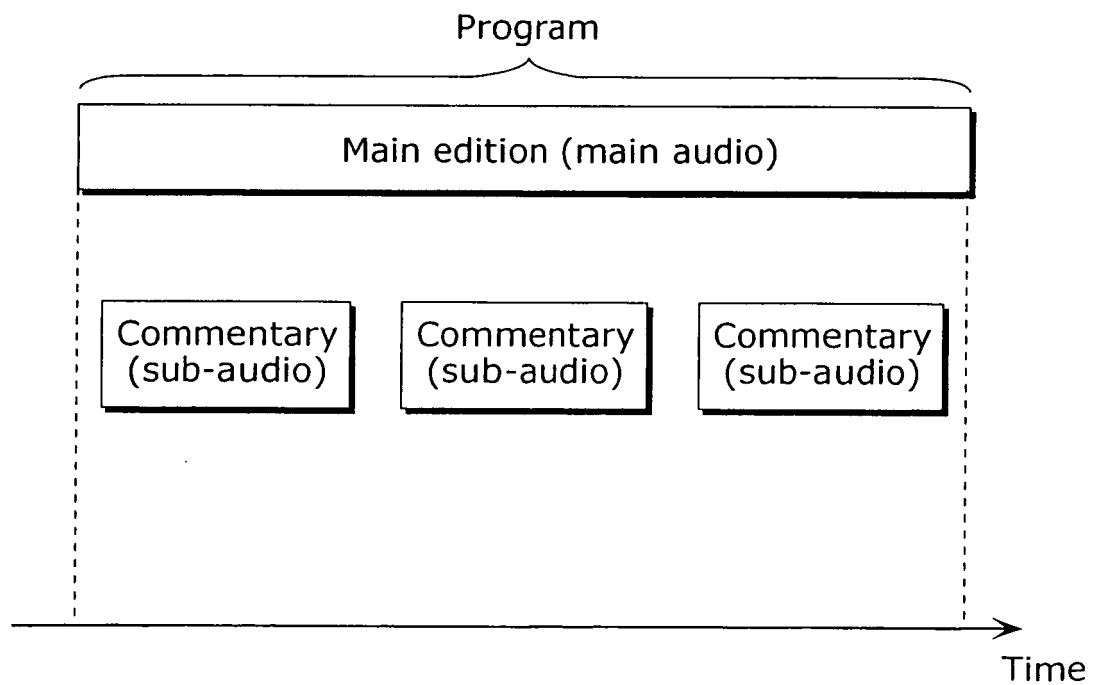 Program
Main edition (main audio)
Commentary
(sub-audio)
Commentary
(sub-audio)
Commentary
(sub-audio)
Time